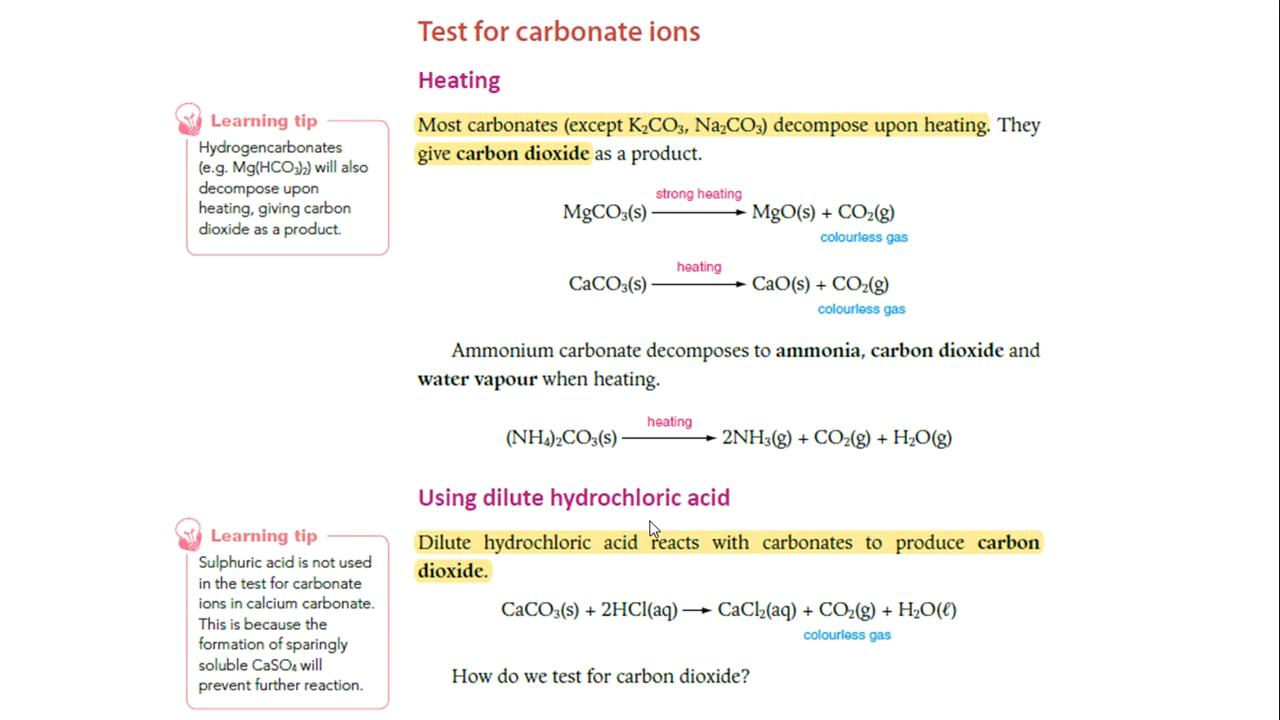 Test for carbonate ions
Heating
Learning tip
Hydrogencarbonates
(e.g. Mg(HCO₃)₂) will also
decompose upon
heating, giving carbon
dioxide as a product.
Most carbonates (except K₂CO₃, Na₂CO₃) decompose upon heating. They
give carbon dioxide as a product.
strong heating
MgCO₃(s) ⟶ MgO(s) + CO₂(g)
colourless gas
heating
CaCO₃(s) ⟶ CaO(s) + CO₂(g)
colourless gas
Ammonium carbonate decomposes to ammonia, carbon dioxide and
water vapour when heating.
heating
(NH₄)₂CO₃(s) ⟶ 2NH₃(g) + CO₂(g) + H₂O(g)
Using dilute hydrochloric acid
Learning tip
Sulphuric acid is not used
in the test for carbonate
ions in calcium carbonate.
This is because the
formation of sparingly
soluble CaSO₄ will
prevent further reaction.
Dilute hydrochloric acid reacts with carbonates to produce carbon
dioxide.
CaCO₃(s) + 2HCl(aq) ⟶ CaCl₂(aq) + CO₂(g) + H₂O(ℓ)
colourless gas
How do we test for carbon dioxide?